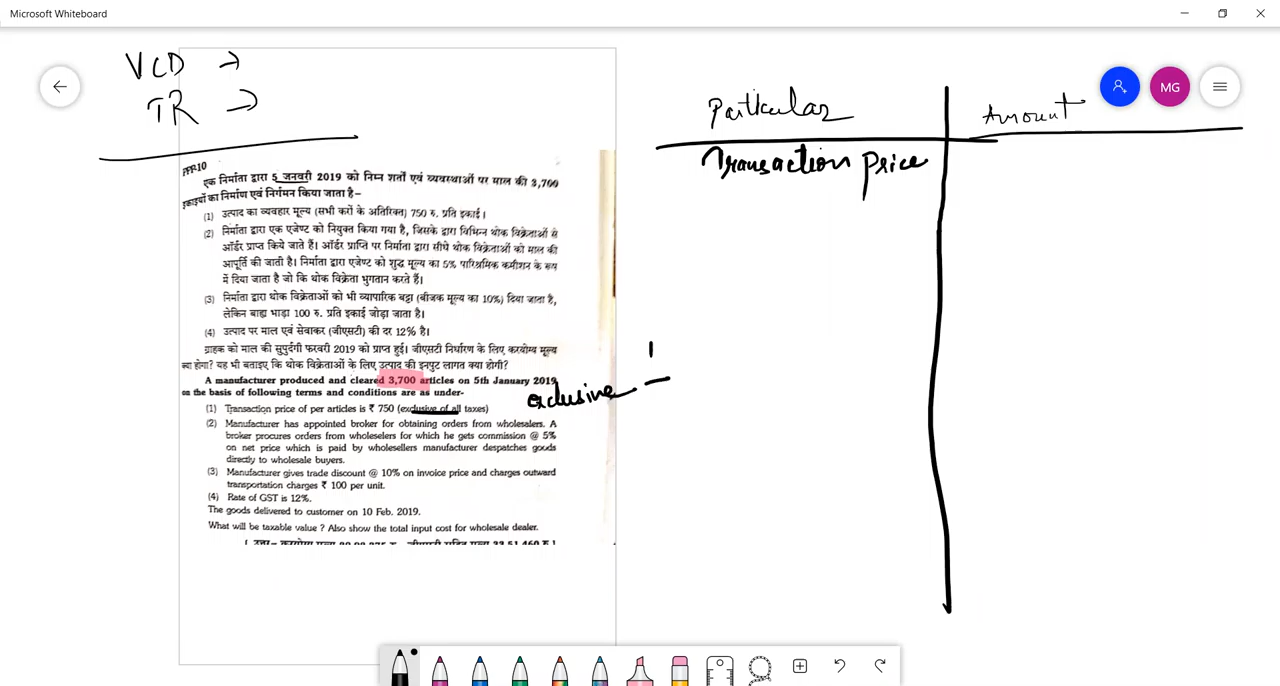 Microsoft Whiteboard
VCD →
TR →
MG
Particular
Amount
Transaction Price
PPR10
एक निर्माता द्वारा 5 जनवरी 2019 को निम्न शर्तों एवं व्यवस्थाओं पर माल की 3,700
इकाइयों का निर्माण एवं निर्गमन किया जाता है-
(1) उत्पाद का व्यवहार मूल्य (सभी करों के अतिरिक्त) 750 रु. प्रति इकाई।
(2) निर्माता द्वारा एक एजेण्ट को नियुक्त किया गया है, जिसके द्वारा विभिन्न थोक विक्रेताओं से
ऑर्डर प्राप्त किये जाते हैं। ऑर्डर प्राप्ति पर निर्माता द्वारा सीधे थोक विक्रेताओं को माल की
आपूर्ति की जाती है। निर्माता द्वारा एजेण्ट को शुद्ध मूल्य का 5% पारिश्रमिक कमीशन के रूप
में दिया जाता है जो कि थोक विक्रेता भुगतान करते हैं।
(3) निर्माता द्वारा थोक विक्रेताओं को भी व्यापारिक बट्टा (बीजक मूल्य का 10%) दिया जाता है,
लेकिन बाह्य भाड़ा 100 रु. प्रति इकाई जोड़ा जाता है।
(4) उत्पाद पर माल एवं सेवाकर (जीएसटी) की दर 12% है।
ग्राहक को माल की सुपुर्दगी फरवरी 2019 को प्राप्त हुई। जीएसटी निर्धारण के लिए करयोग्य मूल्य
क्या होगा? यह भी बताइए कि थोक विक्रेताओं के लिए उत्पाद की इनपुट लागत क्या होगी?
A manufacturer produced and cleared 3,700 articles on 5th January 2019
on the basis of following terms and conditions are as under-
(1) Transaction price of per articles is ₹ 750 (exclusive of all taxes)
exclusive
(2) Manufacturer has appointed broker for obtaining orders from wholesalers. A
broker procures orders from wholeselers for which he gets commission @ 5%
on net price which is paid by wholesellers manufacturer despatches goods
directly to wholesale buyers.
(3) Manufacturer gives trade discount @ 10% on invoice price and charges outward
transportation charges ₹ 100 per unit.
(4) Rate of GST is 12%.
The goods delivered to customer on 10 Feb. 2019.
What will be taxable value ? Also show the total input cost for wholesale dealer.